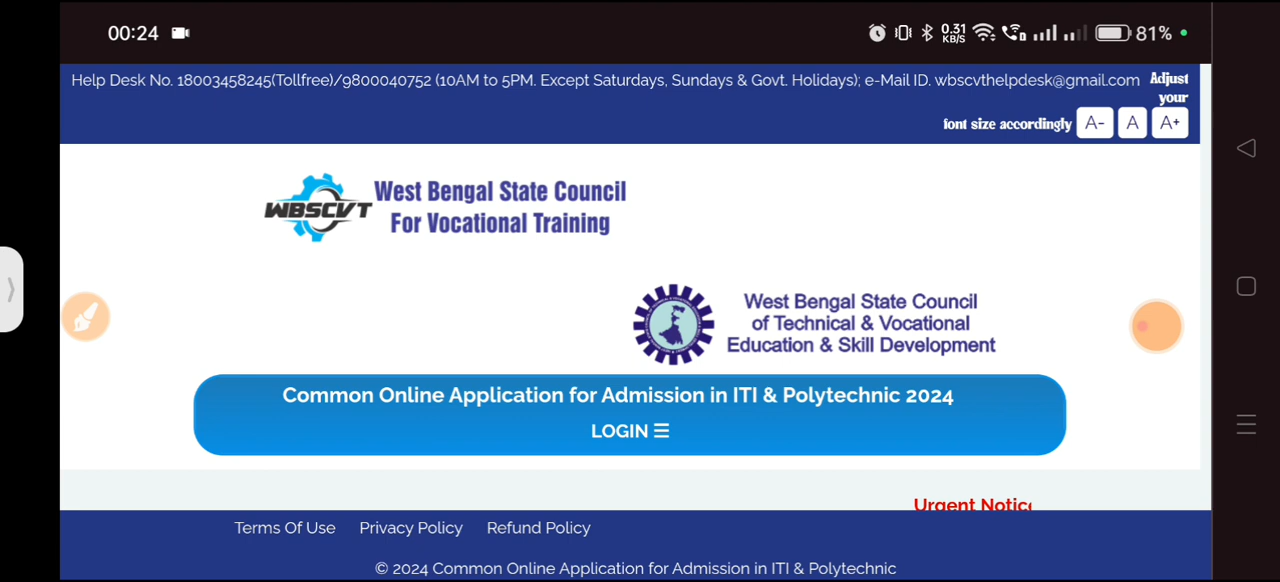 00:24
0.31
KB/S
81%
Help Desk No. 18003458245(Tollfree)/9800040752 (10AM to 5PM. Except Saturdays, Sundays & Govt. Holidays); e-Mail ID. wbscvthelpdesk@gmail.com
Adjust
your
font size accordingly A- A A+
WBSCVT
West Bengal State Council
For Vocational Training
West Bengal State Council
of Technical & Vocational
Education & Skill Development
Common Online Application for Admission in ITI & Polytechnic 2024
LOGIN
Urgent Notic
Terms Of Use Privacy Policy Refund Policy
© 2024 Common Online Application for Admission in ITI & Polytechnic